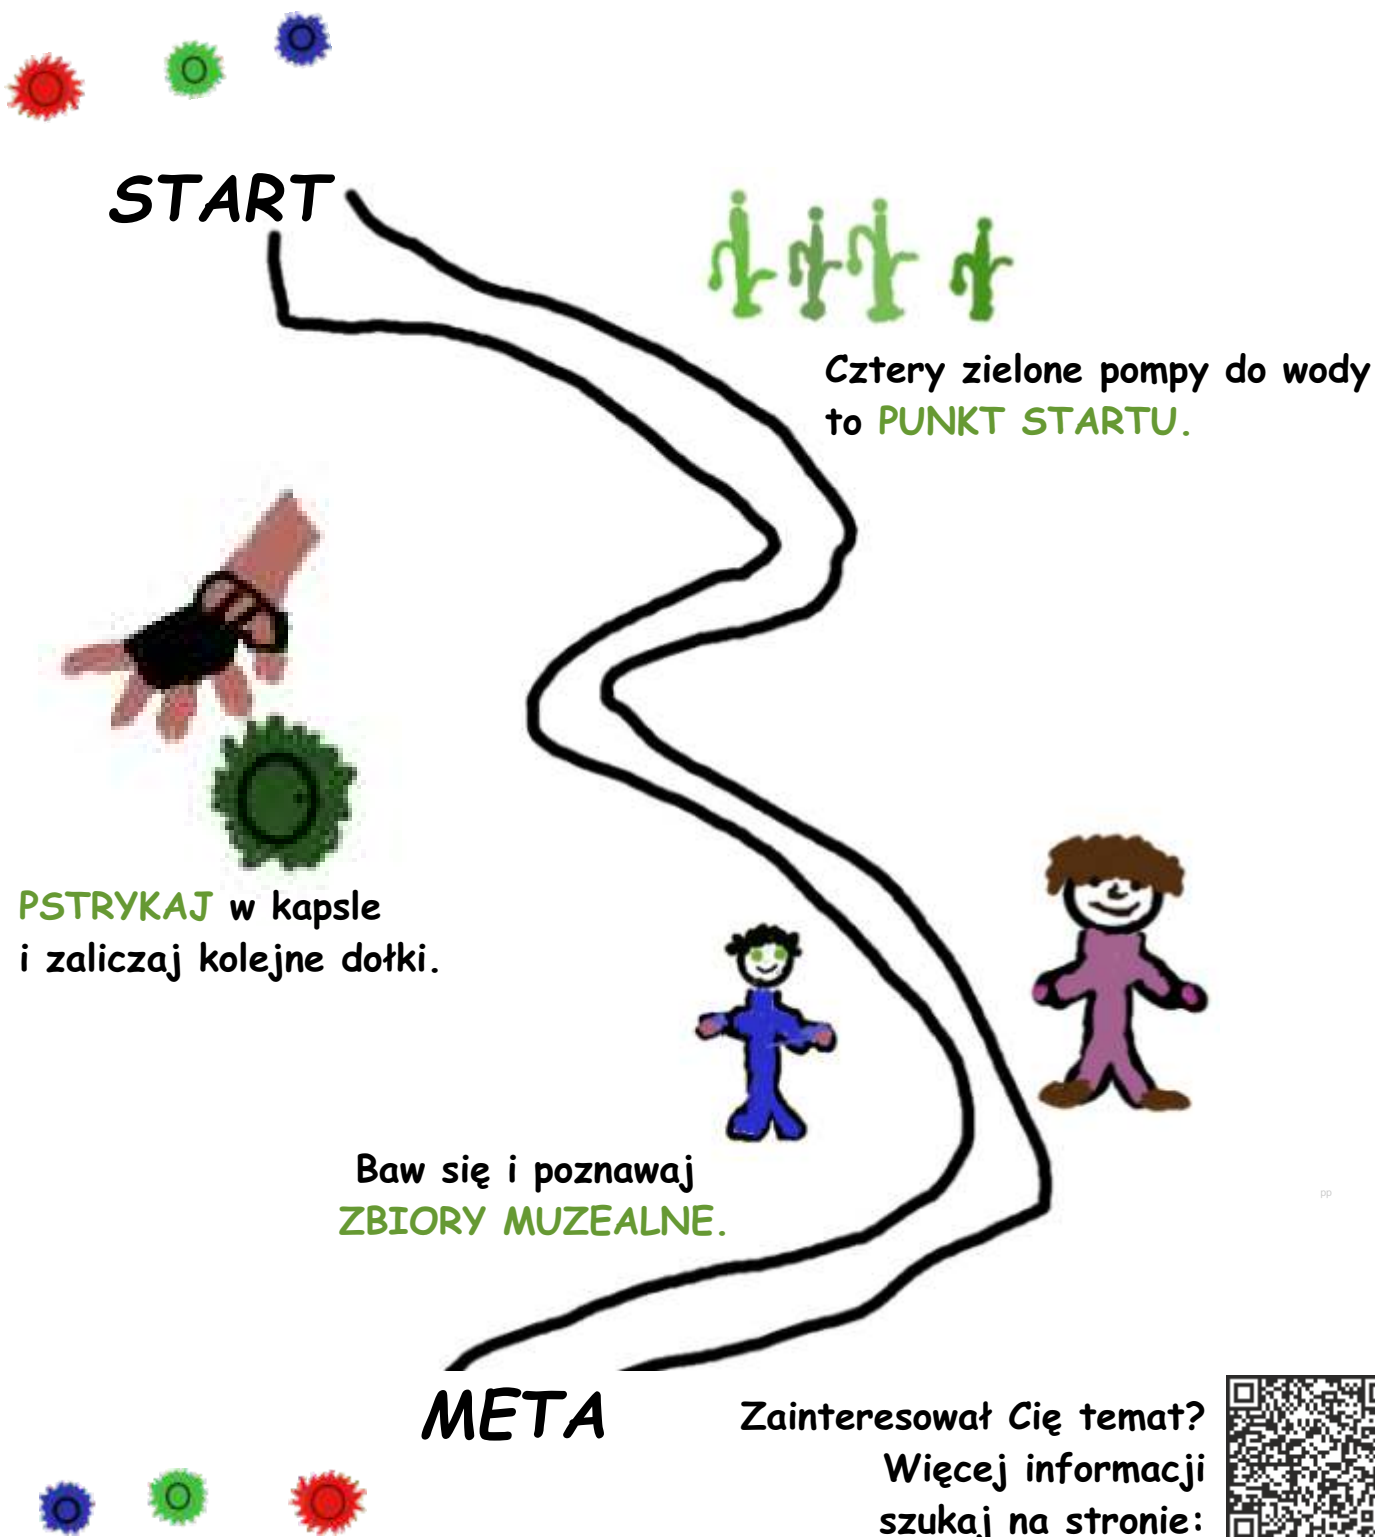 START
Cztery zielone pompy do wody
to PUNKT STARTU.
PSTRYKAJ w kapsle
i zaliczaj kolejne dołki.
Baw się i poznawaj
ZBIORY MUZEALNE.
pp
META
Zainteresował Cię temat?
Więcej informacji
szukaj na stronie: